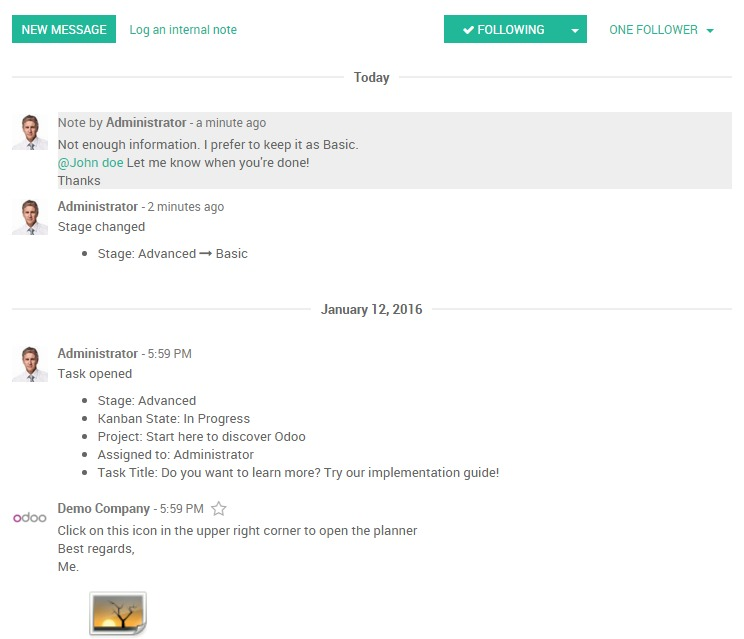 NEW MESSAGE Log an internal note FOLLOWING ONE FOLLOWER
Today
Note by Administrator - a minute ago
Not enough information. I prefer to keep it as Basic.
@John doe Let me know when you're done!
Thanks
Administrator - 2 minutes ago
Stage changed
• Stage: Advanced → Basic
January 12, 2016
Administrator - 5:59 PM
Task opened
• Stage: Advanced
• Kanban State: In Progress
• Project: Start here to discover Odoo
• Assigned to: Administrator
• Task Title: Do you want to learn more? Try our implementation guide!
odoo
Demo Company - 5:59 PM
Click on this icon in the upper right corner to open the planner
Best regards,
Me.